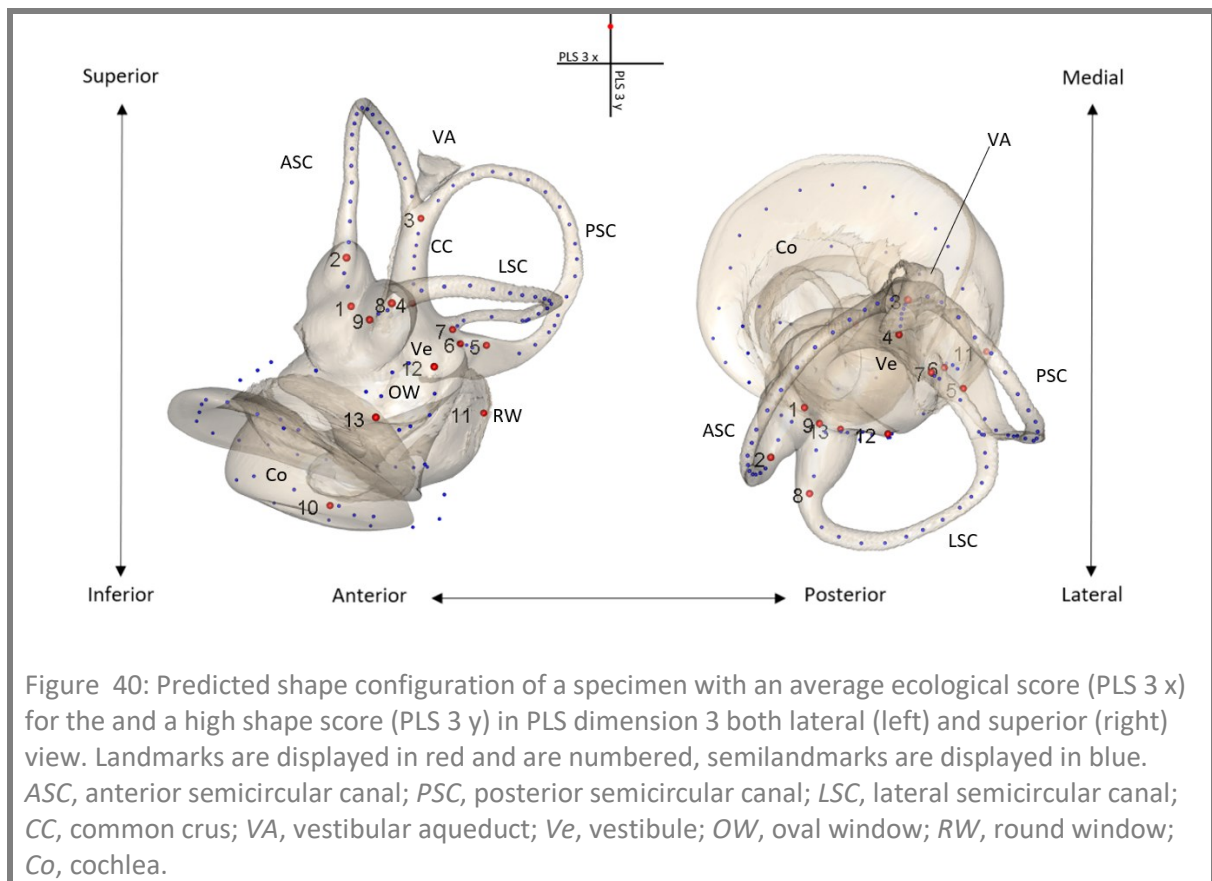 PLS 3 x
PLS 3 y
Superior
Medial
VA
VA
ASC
PSC
3
CC
Co
LSC
2
3
1
8
4
4
9
7
Ve
6
5
Ve
11
12
7
6
PSC
OW
5
13
11
RW
1
ASC
9
13
12
Co
2
10
8
LSC
Inferior
Anterior
Posterior
Lateral
Figure 40: Predicted shape configuration of a specimen with an average ecological score (PLS 3 x)
for the and a high shape score (PLS 3 y) in PLS dimension 3 both lateral (left) and superior (right)
view. Landmarks are displayed in red and are numbered, semilandmarks are displayed in blue.
ASC, anterior semicircular canal; PSC, posterior semicircular canal; LSC, lateral semicircular canal;
CC, common crus; VA, vestibular aqueduct; Ve, vestibule; OW, oval window; RW, round window;
Co, cochlea.